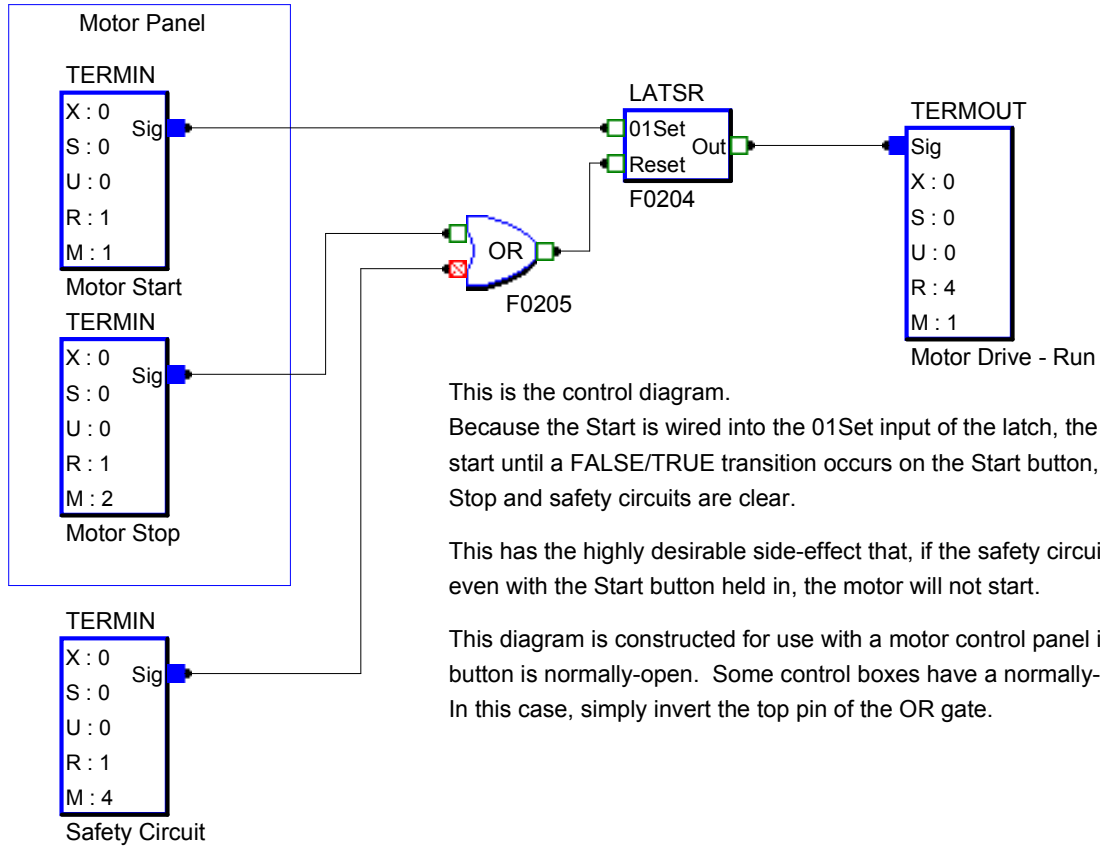 Motor Panel
TERMIN
X : 0
Sig
S : 0
U : 0
R : 1
M : 1
Motor Start
TERMIN
X : 0
Sig
S : 0
U : 0
R : 1
M : 2
Motor Stop
TERMIN
X : 0
Sig
S : 0
U : 0
R : 1
M : 4
Safety Circuit
OR
F0205
LATSR
01Set
Out
Reset
F0204
TERMOUT
Sig
X : 0
S : 0
U : 0
R : 4
M : 1
Motor Drive - Run
This is the control diagram.
Because the Start is wired into the 01Set input of the latch, the
start until a FALSE/TRUE transition occurs on the Start button,
Stop and safety circuits are clear.
This has the highly desirable side-effect that, if the safety circui
even with the Start button held in, the motor will not start.
This diagram is constructed for use with a motor control panel i
button is normally-open. Some control boxes have a normally-
In this case, simply invert the top pin of the OR gate.